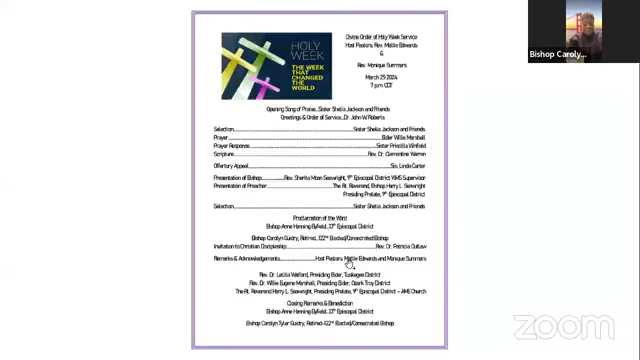 Divine Order of Holy Week Service
Host Pastors: Rev. Mattie Edwards
&
Rev. Monique Summers
March 25 2024
7 p.m CDT
HOLY
WEEK
THE WEEK
THAT
CHANGED
THE
WORLD
Opening Song of Praise...Sister Sheila Jackson and Friends
Greetings & Order of Service...Dr. John W. Roberts
Selection...Sister Sheila Jackson and Friends
Prayer...Elder Willie Marshall
Prayer Response...Sister Priscilla Winfield
Scripture...Rev. Dr. Clementine Warren
Offertory Appeal...Sis. Linda Carter
Presentation of Bishop...Rev. Sherita Moon Seawright, 9th Episcopal District WMS Supervisor
Presentation of Preacher...The Rt. Reverend, Bishop Harry L. Seawright
Presiding Prelate, 9th Episcopal District
Selection...Sister Sheila Jackson and Friends
Proclamation of the Word
Bishop Anne Henning Byfield...13th Episcopal District
Bishop Carolyn Guidry, Retired...122nd Elected/Consecrated Bishop
Invitation to Christian Discipleship...Rev. Dr. Patricia Outlaw
Remarks & Acknowledgements...Host Pastors: Mattie Edwards and Monique Summers
Rev. Dr. Letitia Watford, Presiding Elder, Tuskegee District
Rev. Dr. Willie Eugene Marshall, Presiding Elder, Ozark Troy District
The Rt. Reverend Harry L. Seawright, Presiding Prelate, 9th Episcopal District – AME Church
Closing Remarks & Benediction
Bishop Anne Henning Byfield...13th Episcopal District
Bishop Carolyn Tyler Guidry, Retired-122nd Elected/Consecrated Bishop
Bishop Caroly...
zoom